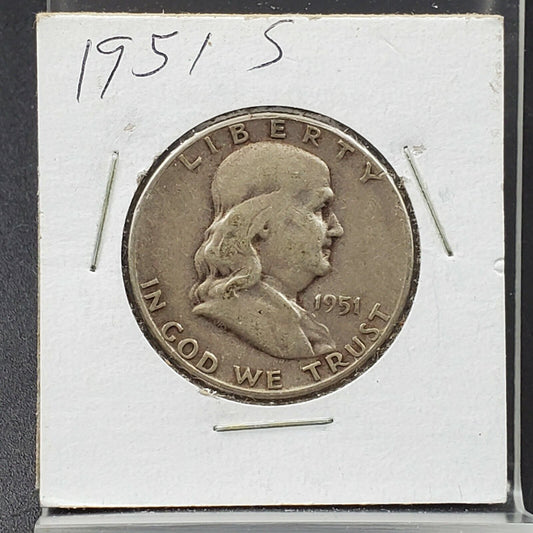 1951 S
LIBERTY
1951
IN GOD WE TRUST